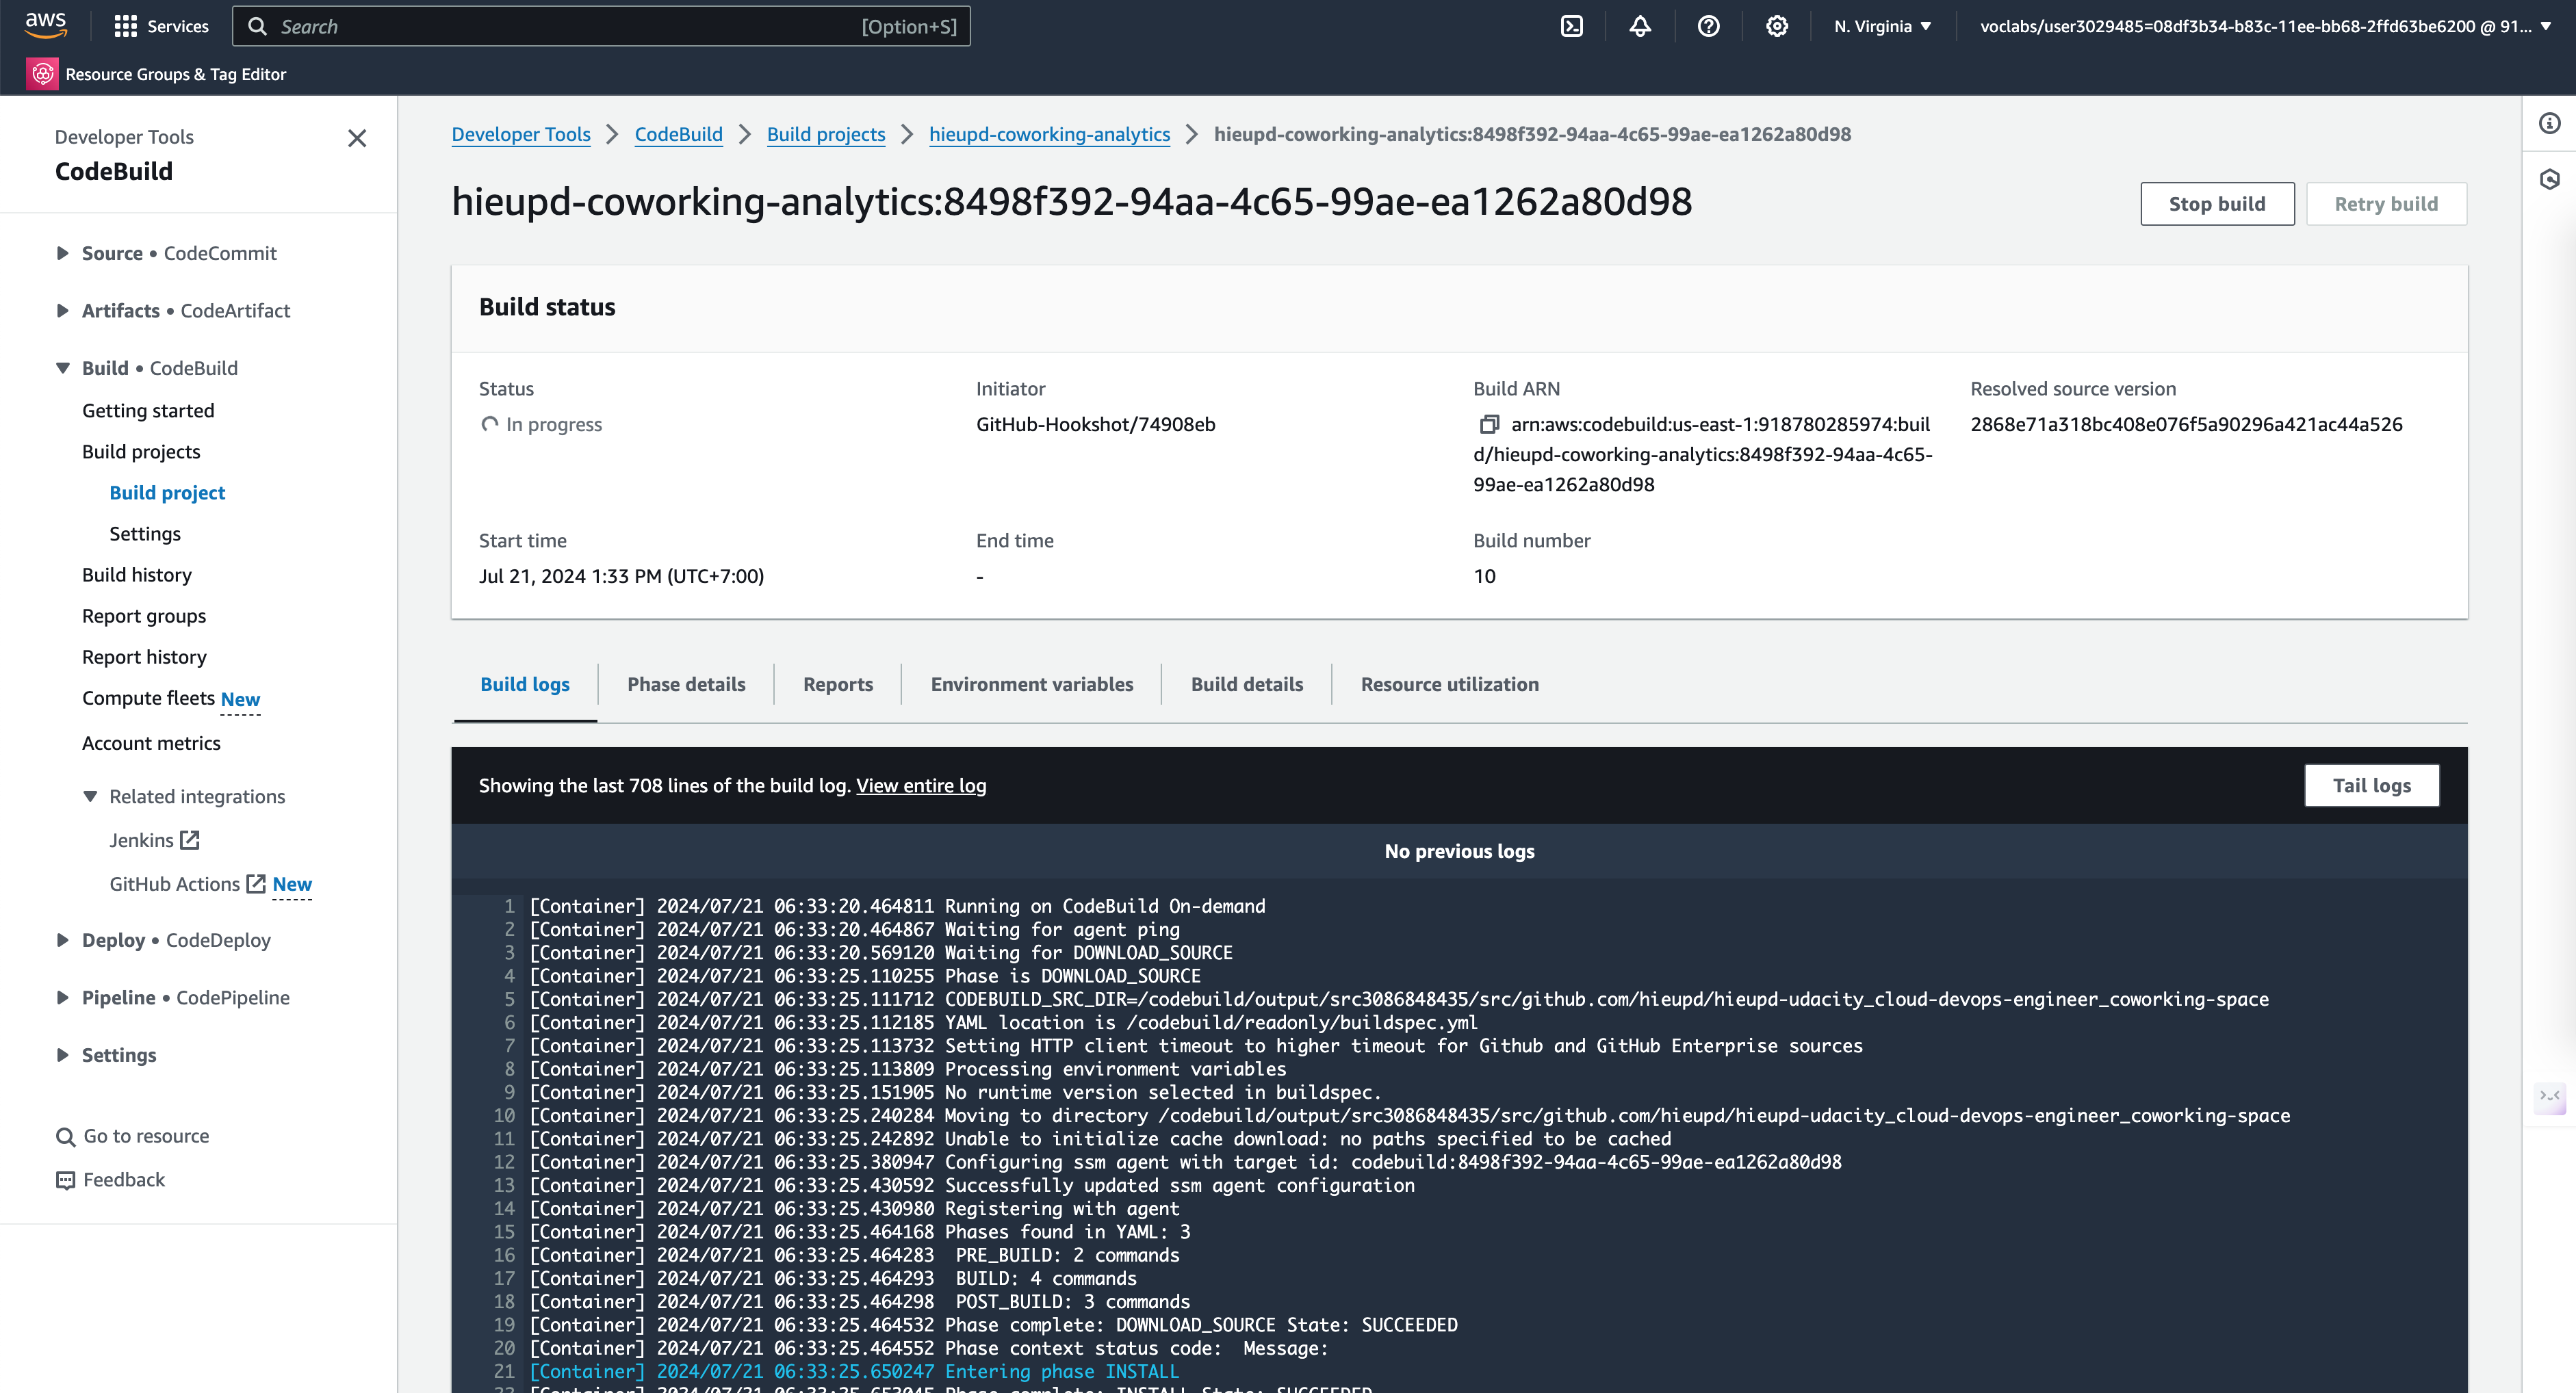 aws
Services
Search
[Option+S]
N. Virginia
voclabs/user3029485=08df3b34-b83c-11ee-bb68-2ffd63be6200 @ 91...
Resource Groups & Tag Editor
Developer Tools
CodeBuild
Source • CodeCommit
Artifacts • CodeArtifact
Build • CodeBuild
Getting started
Build projects
Build project
Settings
Build history
Report groups
Report history
Compute fleets New
Account metrics
Related integrations
Jenkins
GitHub Actions New
Deploy • CodeDeploy
Pipeline • CodePipeline
Settings
Go to resource
Feedback
Developer Tools > CodeBuild > Build projects > hieupd-coworking-analytics > hieupd-coworking-analytics:8498f392-94aa-4c65-99ae-ea1262a80d98
hieupd-coworking-analytics:8498f392-94aa-4c65-99ae-ea1262a80d98
Stop build
Retry build
Build status
Status
In progress
Initiator
GitHub-Hookshot/74908eb
Build ARN
arn:aws:codebuild:us-east-1:918780285974:buil
d/hieupd-coworking-analytics:8498f392-94aa-4c65-
99ae-ea1262a80d98
Resolved source version
2868e71a318bc408e076f5a90296a421ac44a526
Start time
Jul 21, 2024 1:33 PM (UTC+7:00)
End time
-
Build number
10
Build logs
Phase details
Reports
Environment variables
Build details
Resource utilization
Showing the last 708 lines of the build log. View entire log
Tail logs
No previous logs
1 [Container] 2024/07/21 06:33:20.464811 Running on CodeBuild On-demand
2 [Container] 2024/07/21 06:33:20.464867 Waiting for agent ping
3 [Container] 2024/07/21 06:33:20.569120 Waiting for DOWNLOAD_SOURCE
4 [Container] 2024/07/21 06:33:25.110255 Phase is DOWNLOAD_SOURCE
5 [Container] 2024/07/21 06:33:25.111712 CODEBUILD_SRC_DIR=/codebuild/output/src3086848435/src/github.com/hieupd/hieupd-udacity_cloud-devops-engineer_coworking-space
6 [Container] 2024/07/21 06:33:25.112185 YAML location is /codebuild/readonly/buildspec.yml
7 [Container] 2024/07/21 06:33:25.113732 Setting HTTP client timeout to higher timeout for Github and GitHub Enterprise sources
8 [Container] 2024/07/21 06:33:25.113809 Processing environment variables
9 [Container] 2024/07/21 06:33:25.151905 No runtime version selected in buildspec.
10 [Container] 2024/07/21 06:33:25.240284 Moving to directory /codebuild/output/src3086848435/src/github.com/hieupd/hieupd-udacity_cloud-devops-engineer_coworking-space
11 [Container] 2024/07/21 06:33:25.242892 Unable to initialize cache download: no paths specified to be cached
12 [Container] 2024/07/21 06:33:25.380947 Configuring ssm agent with target id: codebuild:8498f392-94aa-4c65-99ae-ea1262a80d98
13 [Container] 2024/07/21 06:33:25.430592 Successfully updated ssm agent configuration
14 [Container] 2024/07/21 06:33:25.430980 Registering with agent
15 [Container] 2024/07/21 06:33:25.464168 Phases found in YAML: 3
16 [Container] 2024/07/21 06:33:25.464283  PRE_BUILD: 2 commands
17 [Container] 2024/07/21 06:33:25.464293  BUILD: 4 commands
18 [Container] 2024/07/21 06:33:25.464298  POST_BUILD: 3 commands
19 [Container] 2024/07/21 06:33:25.464532 Phase complete: DOWNLOAD_SOURCE State: SUCCEEDED
20 [Container] 2024/07/21 06:33:25.464552 Phase context status code:  Message:
21 [Container] 2024/07/21 06:33:25.650247 Entering phase INSTALL
22 [Container] 2024/07/21 06:33:25.653045 Phase complete: INSTALL State: SUCCEEDED